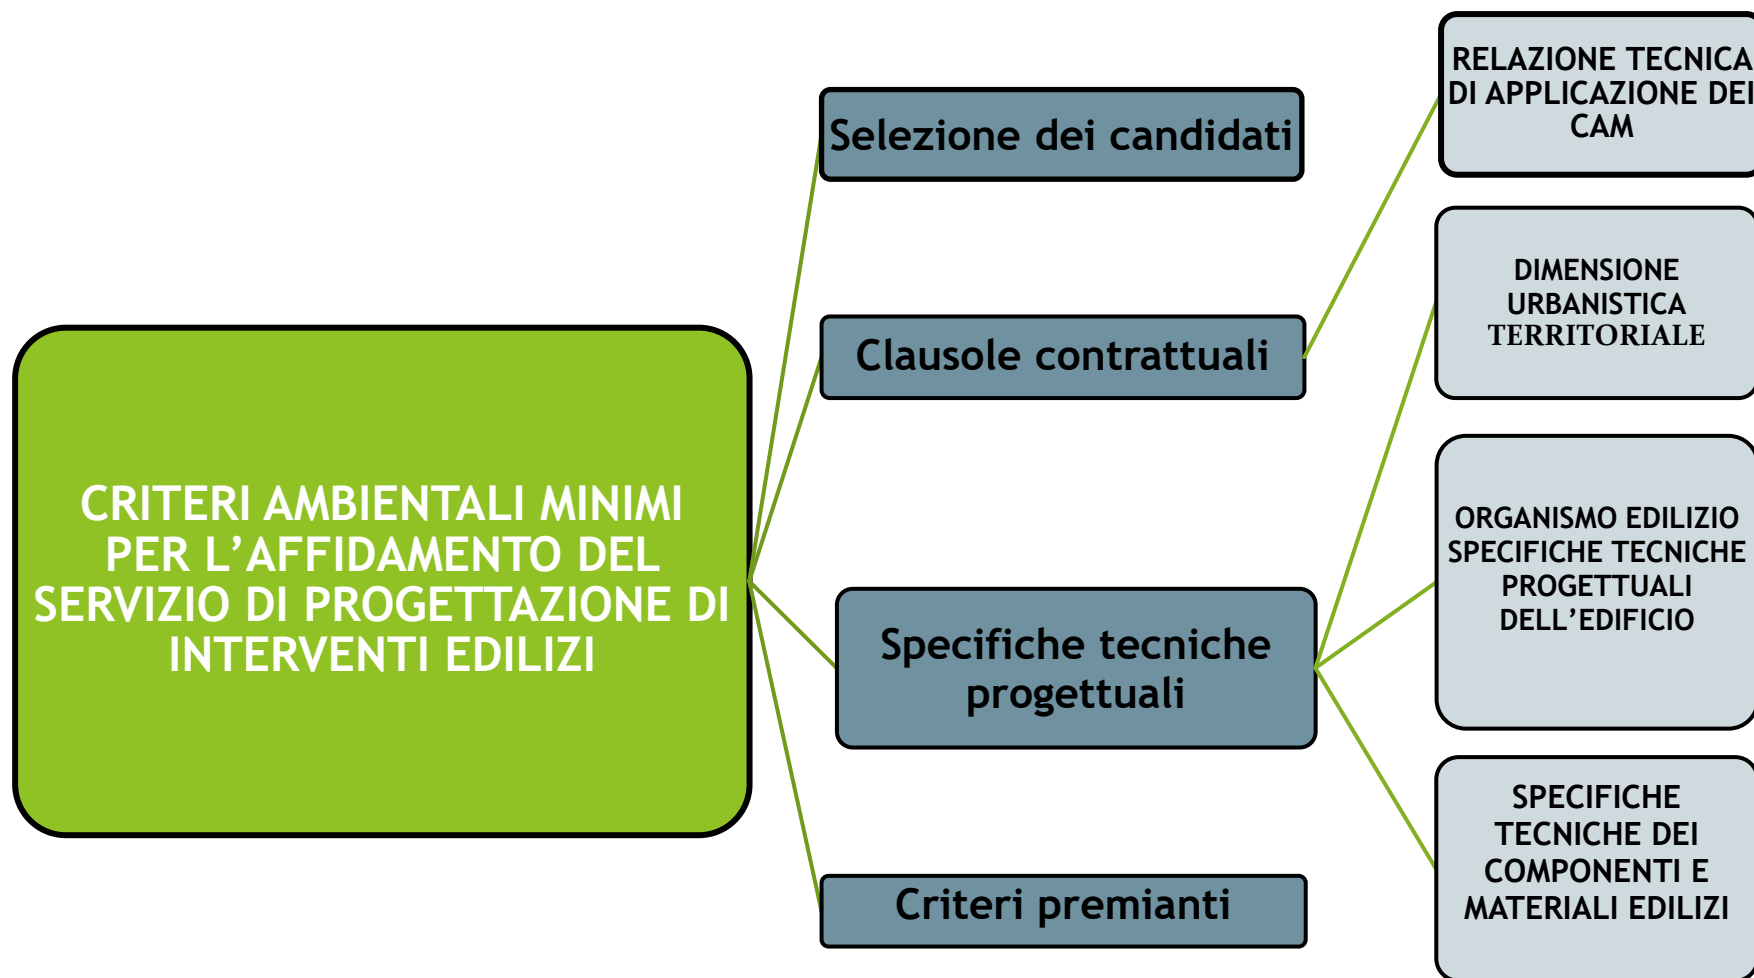 CRITERI AMBIENTALI MINIMI
PER L’AFFIDAMENTO DEL
SERVIZIO DI PROGETTAZIONE DI
INTERVENTI EDILIZI
Selezione dei candidati
Clausole contrattuali
Specifiche tecniche
progettuali
Criteri premianti
RELAZIONE TECNICA
DI APPLICAZIONE DEI
CAM
DIMENSIONE
URBANISTICA
TERRITORIALE
ORGANISMO EDILIZIO
SPECIFICHE TECNICHE
PROGETTUALI
DELL’EDIFICIO
SPECIFICHE
TECNICHE DEI
COMPONENTI E
MATERIALI EDILIZI